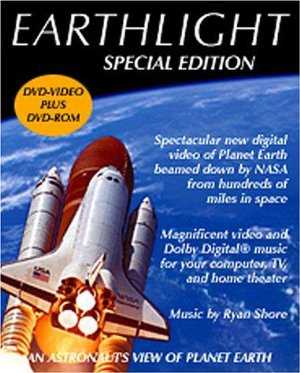 EARTHLIGHT
SPECIAL EDITION
DVD-VIDEO
PLUS
DVD-ROM
Spectacular new digital
video of Planet Earth
beamed down by NASA
from hundreds of
miles in space
Magnificent video and
Dolby Digital® music
for your computer, TV,
and home theater
Music by Ryan Shore
USA
AN ASTRONAUT'S VIEW OF PLANET EARTH